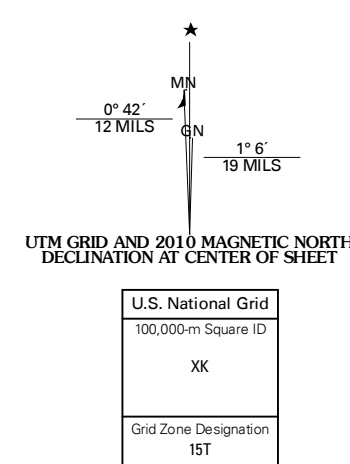 MN
0° 42´
12 MILS
GN
1° 6´
19 MILS
UTM GRID AND 2010 MAGNETIC NORTH
DECLINATION AT CENTER OF SHEET
U.S. National Grid
100,000-m Square ID
XK
Grid Zone Designation
15T